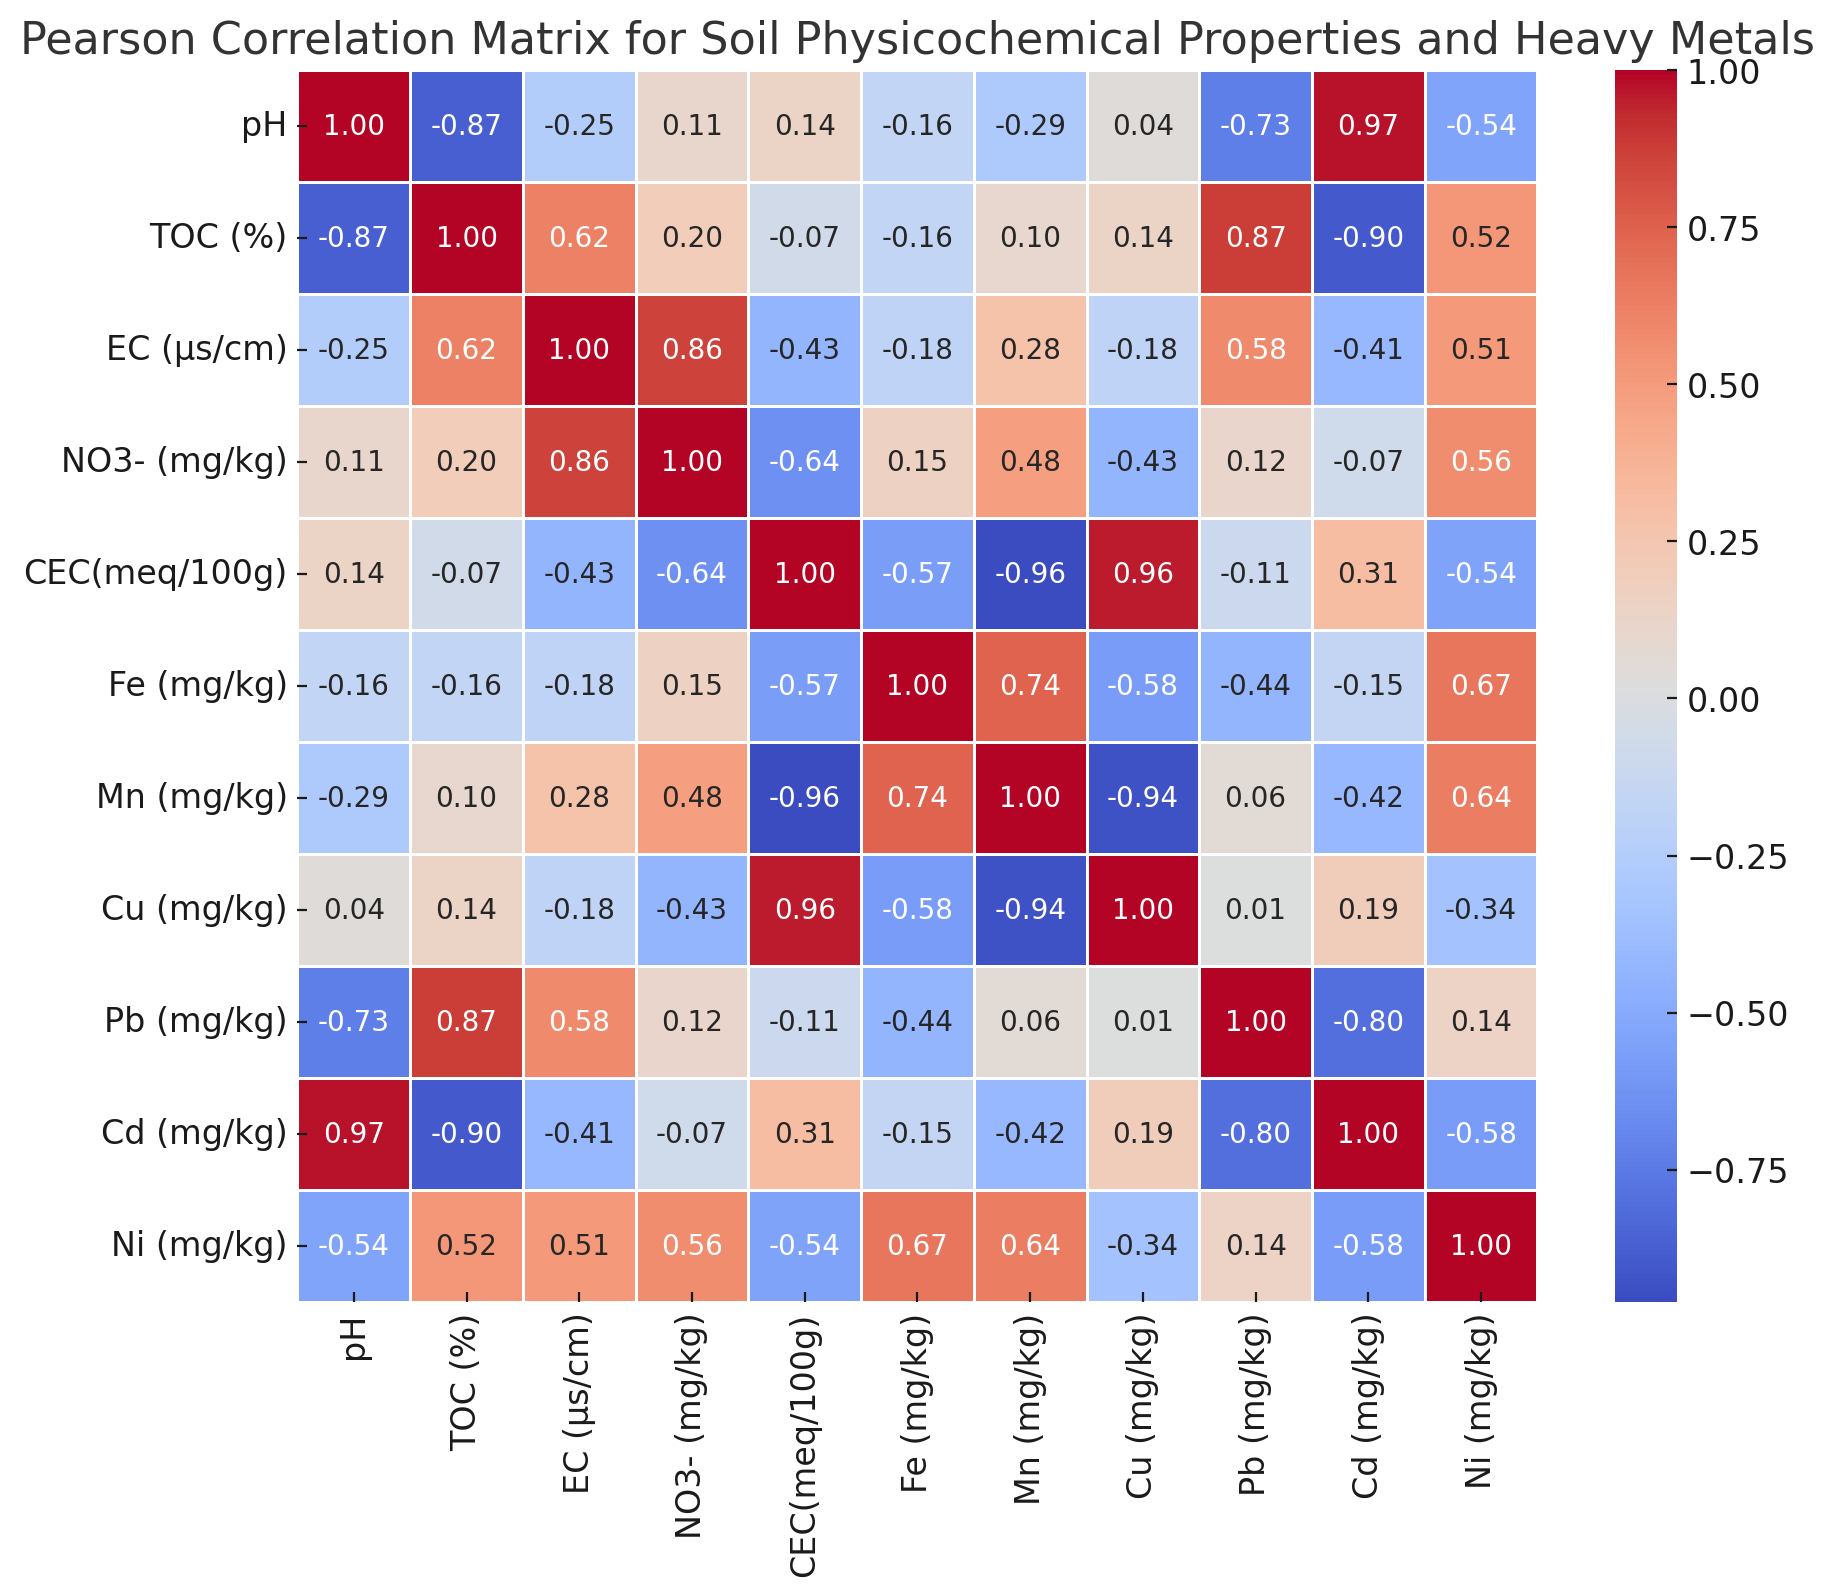 Pearson Correlation Matrix for Soil Physicochemical Properties and Heavy Metals
pH 1.00 -0.87 -0.25 0.11 0.14 -0.16 -0.29 0.04 -0.73 0.97 -0.54
TOC (%) -0.87 1.00 0.62 0.20 -0.07 -0.16 0.10 0.14 0.87 -0.90 0.52
EC (μs/cm) -0.25 0.62 1.00 0.86 -0.43 -0.18 0.28 -0.18 0.58 -0.41 0.51
NO3- (mg/kg) 0.11 0.20 0.86 1.00 -0.64 0.15 0.48 -0.43 0.12 -0.07 0.56
CEC(meq/100g) 0.14 -0.07 -0.43 -0.64 1.00 -0.57 -0.96 0.96 -0.11 0.31 -0.54
Fe (mg/kg) -0.16 -0.16 -0.18 0.15 -0.57 1.00 0.74 -0.58 -0.44 -0.15 0.67
Mn (mg/kg) -0.29 0.10 0.28 0.48 -0.96 0.74 1.00 -0.94 0.06 -0.42 0.64
Cu (mg/kg) 0.04 0.14 -0.18 -0.43 0.96 -0.58 -0.94 1.00 0.01 0.19 -0.34
Pb (mg/kg) -0.73 0.87 0.58 0.12 -0.11 -0.44 0.06 0.01 1.00 -0.80 0.14
Cd (mg/kg) 0.97 -0.90 -0.41 -0.07 0.31 -0.15 -0.42 0.19 -0.80 1.00 -0.58
Ni (mg/kg) -0.54 0.52 0.51 0.56 -0.54 0.67 0.64 -0.34 0.14 -0.58 1.00
pH
TOC (%)
EC (μs/cm)
NO3- (mg/kg)
CEC(meq/100g)
Fe (mg/kg)
Mn (mg/kg)
Cu (mg/kg)
Pb (mg/kg)
Cd (mg/kg)
Ni (mg/kg)
1.00
0.75
0.50
0.25
0.00
−0.25
−0.50
−0.75